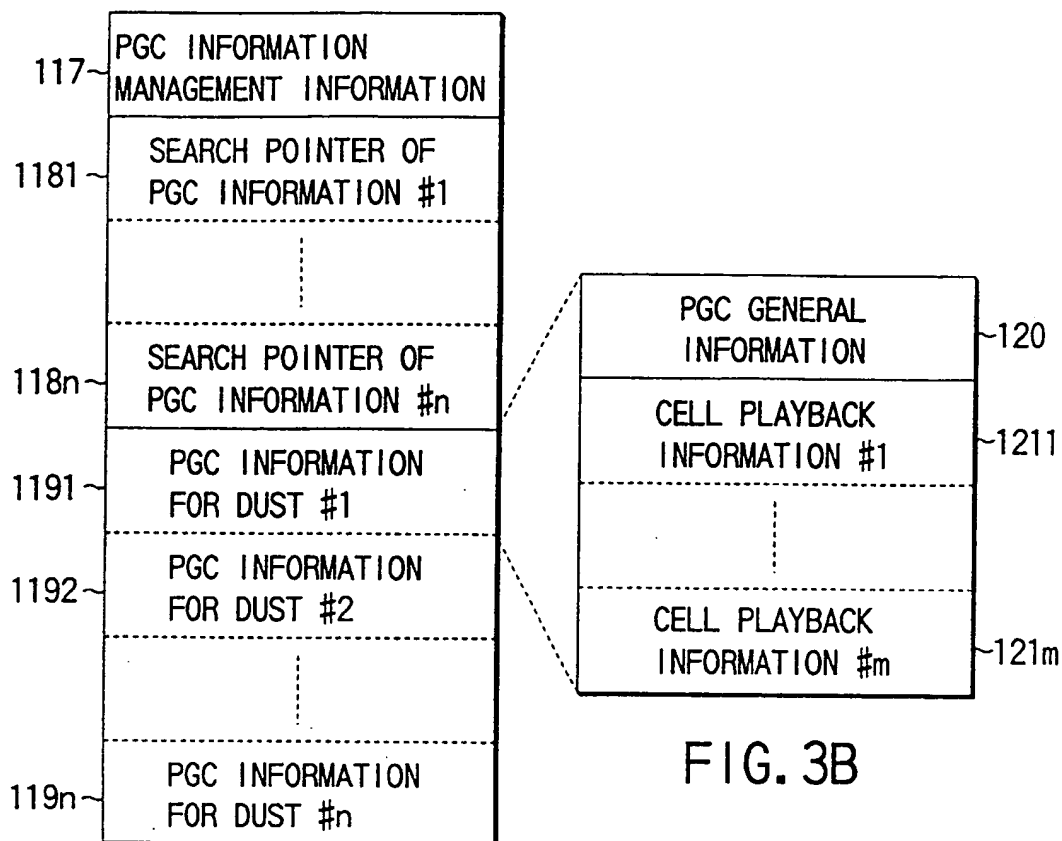 117
PGC INFORMATION
MANAGEMENT INFORMATION
1181
SEARCH POINTER OF
PGC INFORMATION #1
118n
SEARCH POINTER OF
PGC INFORMATION #n
1191
PGC INFORMATION
FOR DUST #1
1192
PGC INFORMATION
FOR DUST #2
119n
PGC INFORMATION
FOR DUST #n
PGC GENERAL
INFORMATION
120
CELL PLAYBACK
INFORMATION #1
1211
CELL PLAYBACK
INFORMATION #m
121m
FIG. 3B